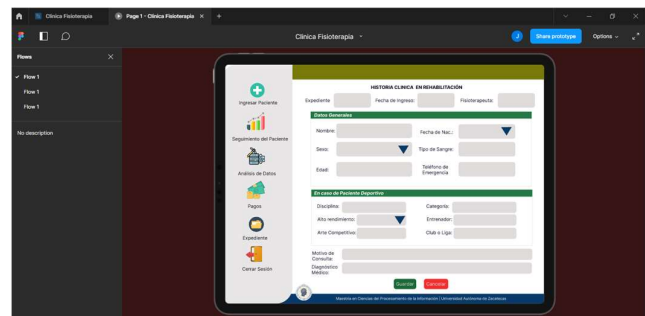 Clínica Fisioterapia
Page 1 - Clínica Fisioterapia
Clínica Fisioterapia
J
Share prototype
Options
Flows
Flow 1
Flow 1
Flow 1
No description
Ingresar Paciente
Seguimiento del Paciente
Análisis de Datos
Pagos
Expediente
Cerrar Sesión
HISTORIA CLINICA EN REHABILITACIÓN
Expediente
Fecha de Ingreso:
Fisioterapeuta:
Datos Generales
Nombre:
Fecha de Nac.:
Sexo:
Tipo de Sangre:
Edad:
Teléfono de
Emergencia
En caso de Paciente Deportivo
Disciplina:
Categoría:
Alto rendimiento:
Entrenador:
Arte Competitivo:
Club o Liga:
Motivo de
Consulta:
Diagnóstico
Médico:
Guardar
Cancelar
Maestría en Ciencias del Procesamiento de la Información | Universidad Autónoma de Zacatecas